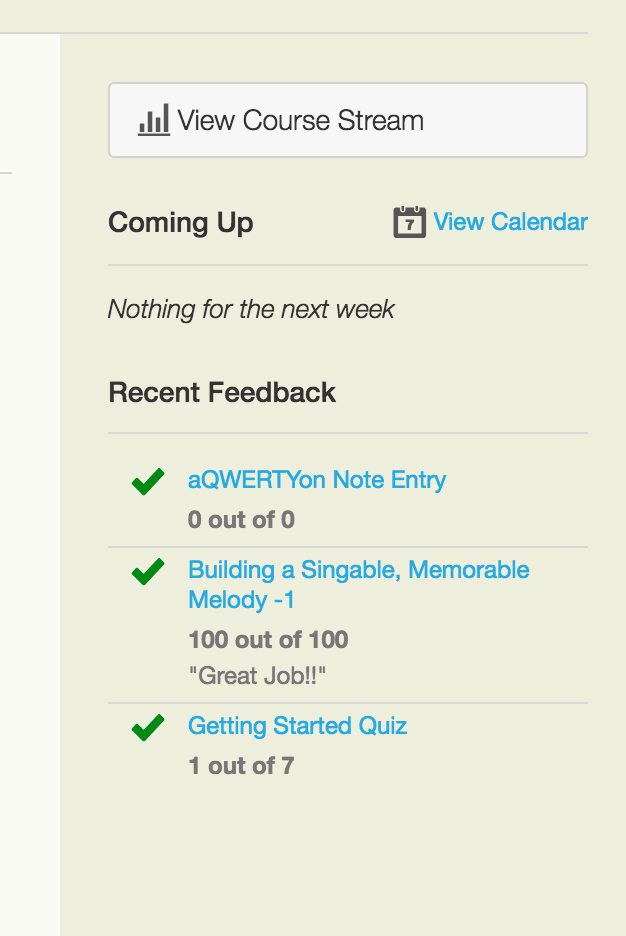 View Course Stream
Coming Up
7 View Calendar
Nothing for the next week
Recent Feedback
aQWERTYon Note Entry
0 out of 0
Building a Singable, Memorable
Melody -1
100 out of 100
"Great Job!!"
Getting Started Quiz
1 out of 7